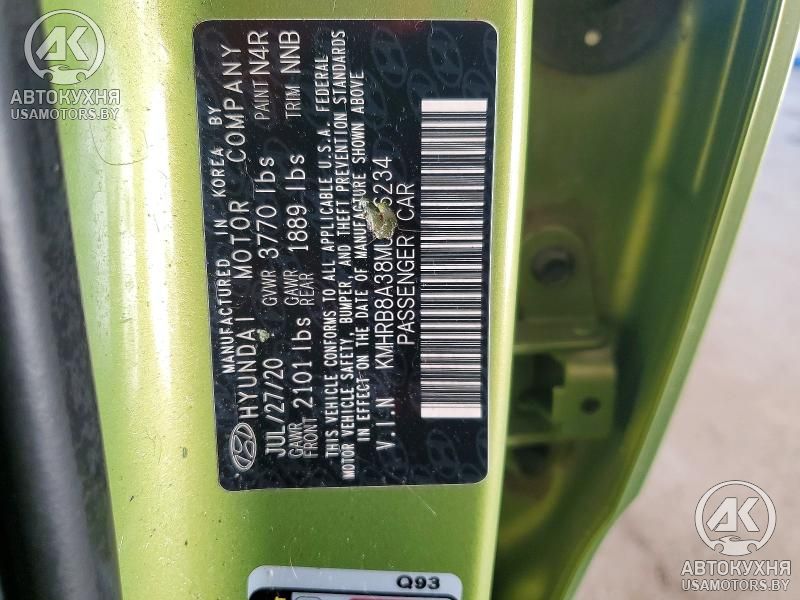 MANUFACTURED IN KOREA BY
HYUNDAI MOTOR COMPANY
JUL/27/20 GVWR 3770 lbs PAINT N4R
GAWR FRONT 2101 lbs GAWR REAR 1889 lbs TRIM NNB
THIS VEHICLE CONFORMS TO ALL APPLICABLE U.S.A. FEDERAL
MOTOR VEHICLE SAFETY, BUMPER, AND THEFT PREVENTION STANDARDS
IN EFFECT ON THE DATE OF MANUFACTURE SHOWN ABOVE
V.I.N
PASSENGER CAR
Q93
АК
АВТОКУХНЯ
USAMOTORS.BY
АК
АВТОКУХНЯ
USAMOTORS.BY